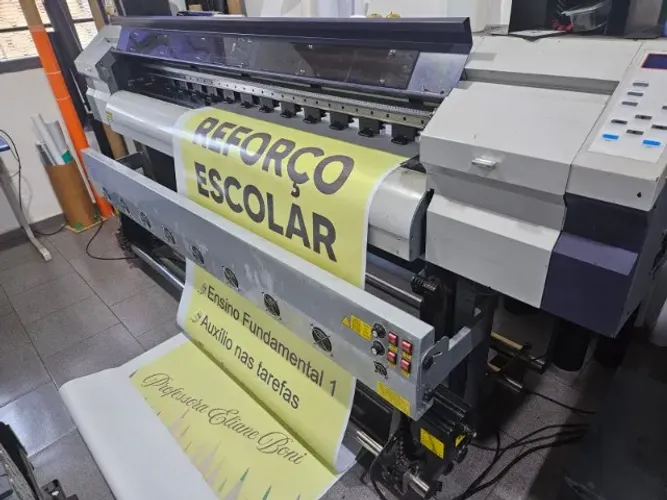 REFORÇO
ESCOLAR
Ensino Fundamental 1
Auxílio nas tarefas
Professora Eliane Boni